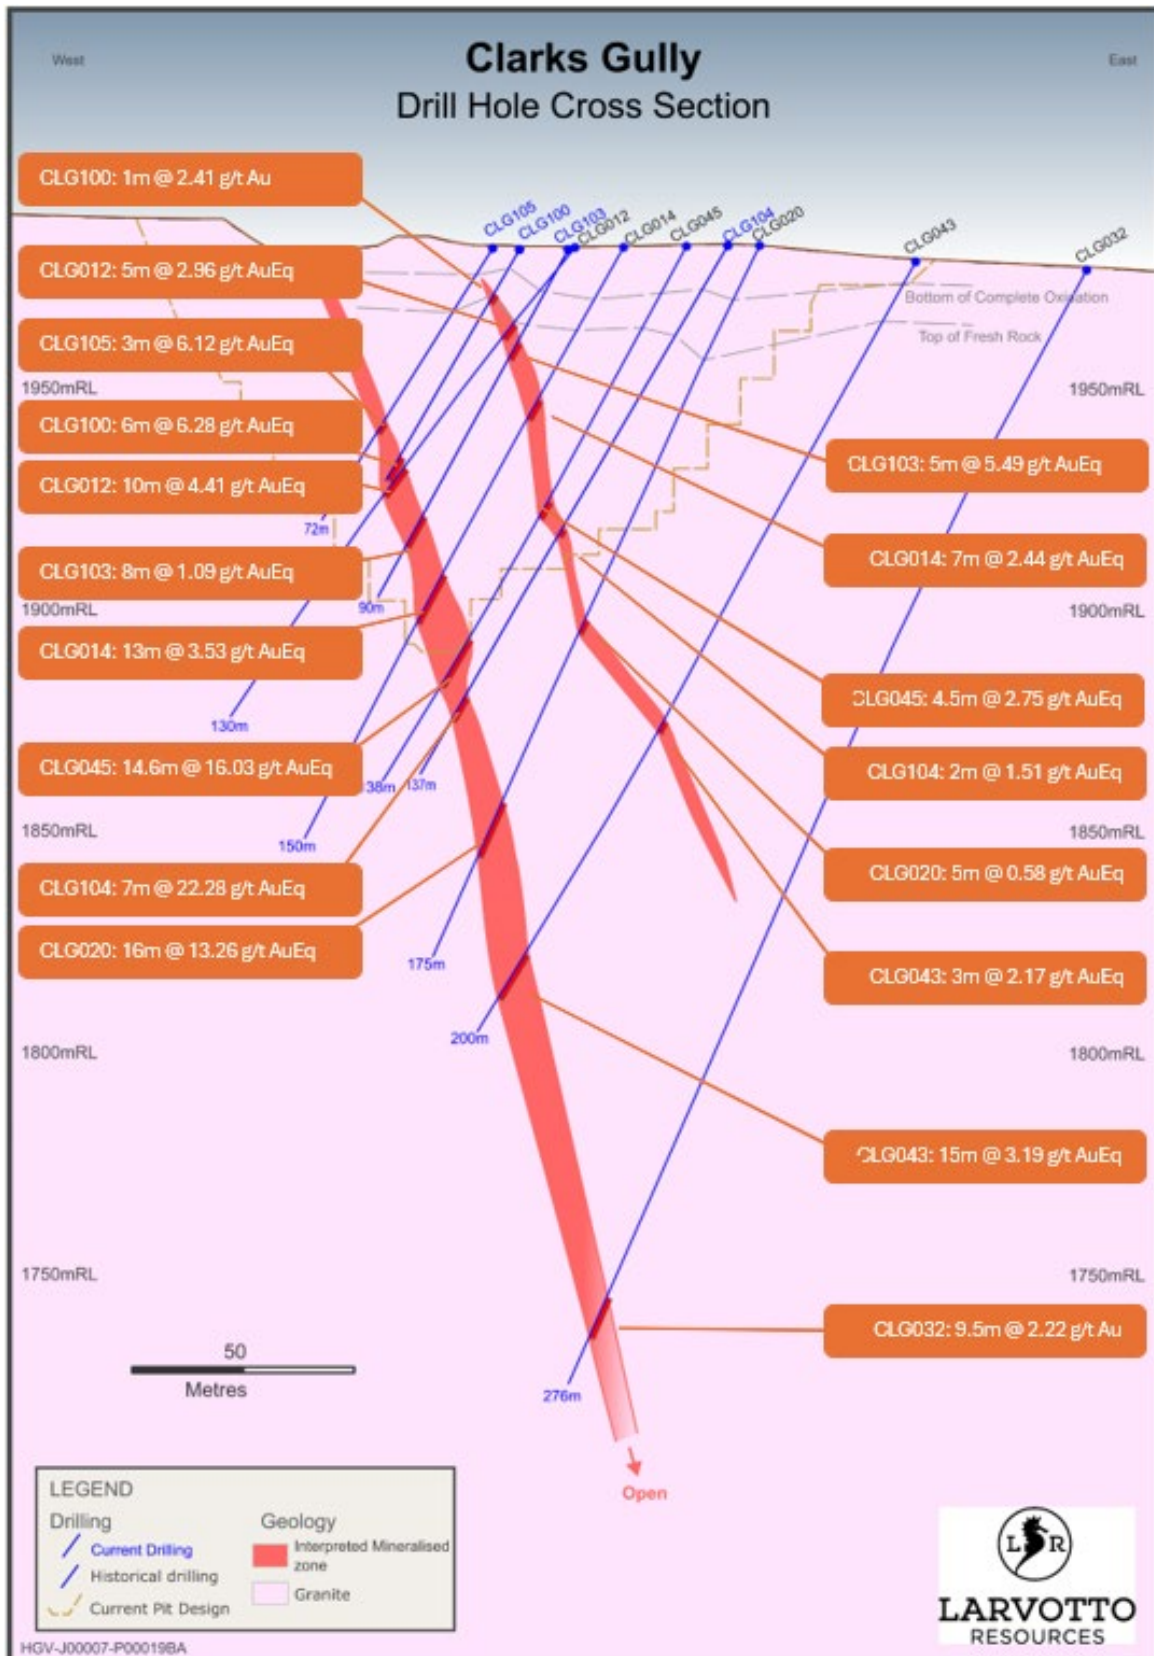 Clarks Gully
Drill Hole Cross Section
West
East
CLG100: 1m @ 2.41 g/t Au
CLG012: 5m @ 2.96 g/t AuEq
CLG105: 3m @ 6.12 g/t AuEq
1950mRL
CLG100: 6m @ 6.28 g/t AuEq
CLG012: 10m @ 4.41 g/t AuEq
CLG103: 8m @ 1.09 g/t AuEq
1900mRL
CLG014: 13m @ 3.53 g/t AuEq
CLG045: 14.6m @ 16.03 g/t AuEq
1850mRL
CLG104: 7m @ 22.28 g/t AuEq
CLG020: 16m @ 13.26 g/t AuEq
1800mRL
1750mRL
CLG105
CLG100
CLG103
CLG012
CLG014
CLG045
CLG104
CLG020
CLG043
CLG032
Bottom of Complete Oxination
Top of Fresh Rock
1950mRL
CLG103: 5m @ 5.49 g/t AuEq
CLG014: 7m @ 2.44 g/t AuEq
1900mRL
CLG045: 4.5m @ 2.75 g/t AuEq
CLG104: 2m @ 1.51 g/t AuEq
1850mRL
CLG020: 5m @ 0.58 g/t AuEq
CLG043: 3m @ 2.17 g/t AuEq
1800mRL
CLG043: 15m @ 3.19 g/t AuEq
1750mRL
CLG032: 9.5m @ 2.22 g/t Au
72m
90m
130m
38m
137m
150m
175m
200m
276m
Open
50
Metres
LEGEND
Drilling
Current Drilling
Historical drilling
Current Pit Design
Geology
Interpreted Mineralised
zone
Granite
HGV-J00007-P00019BA
L R
LARVOTTO
RESOURCES